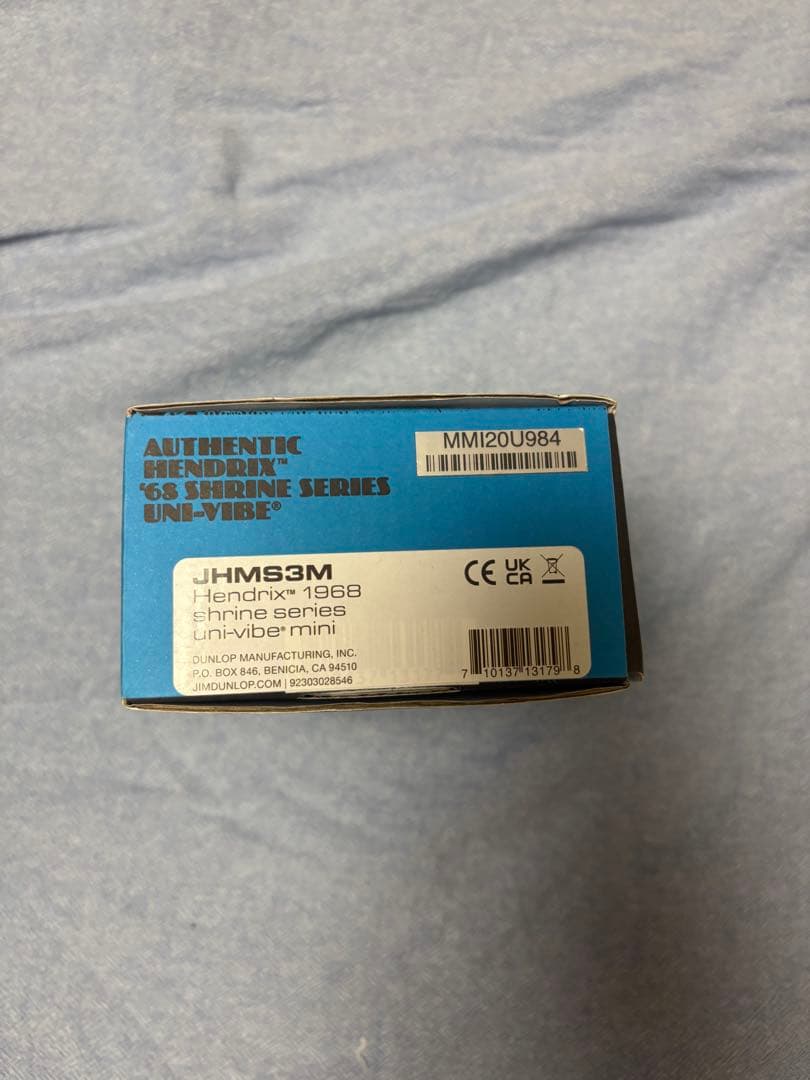 AUTHENTIC
HENDRIX™
'68 SHRINE SERIES
UNI-VIBE®
MMI20U984
JHMS3M
Hendrix™ 1968
shrine series
uni-vibe® mini
CE UK CA
DUNLOP MANUFACTURING, INC.
P.O. BOX 846, BENICIA, CA 94510
JIMDUNLOP.COM | 92303028546
7 10137 13179 8